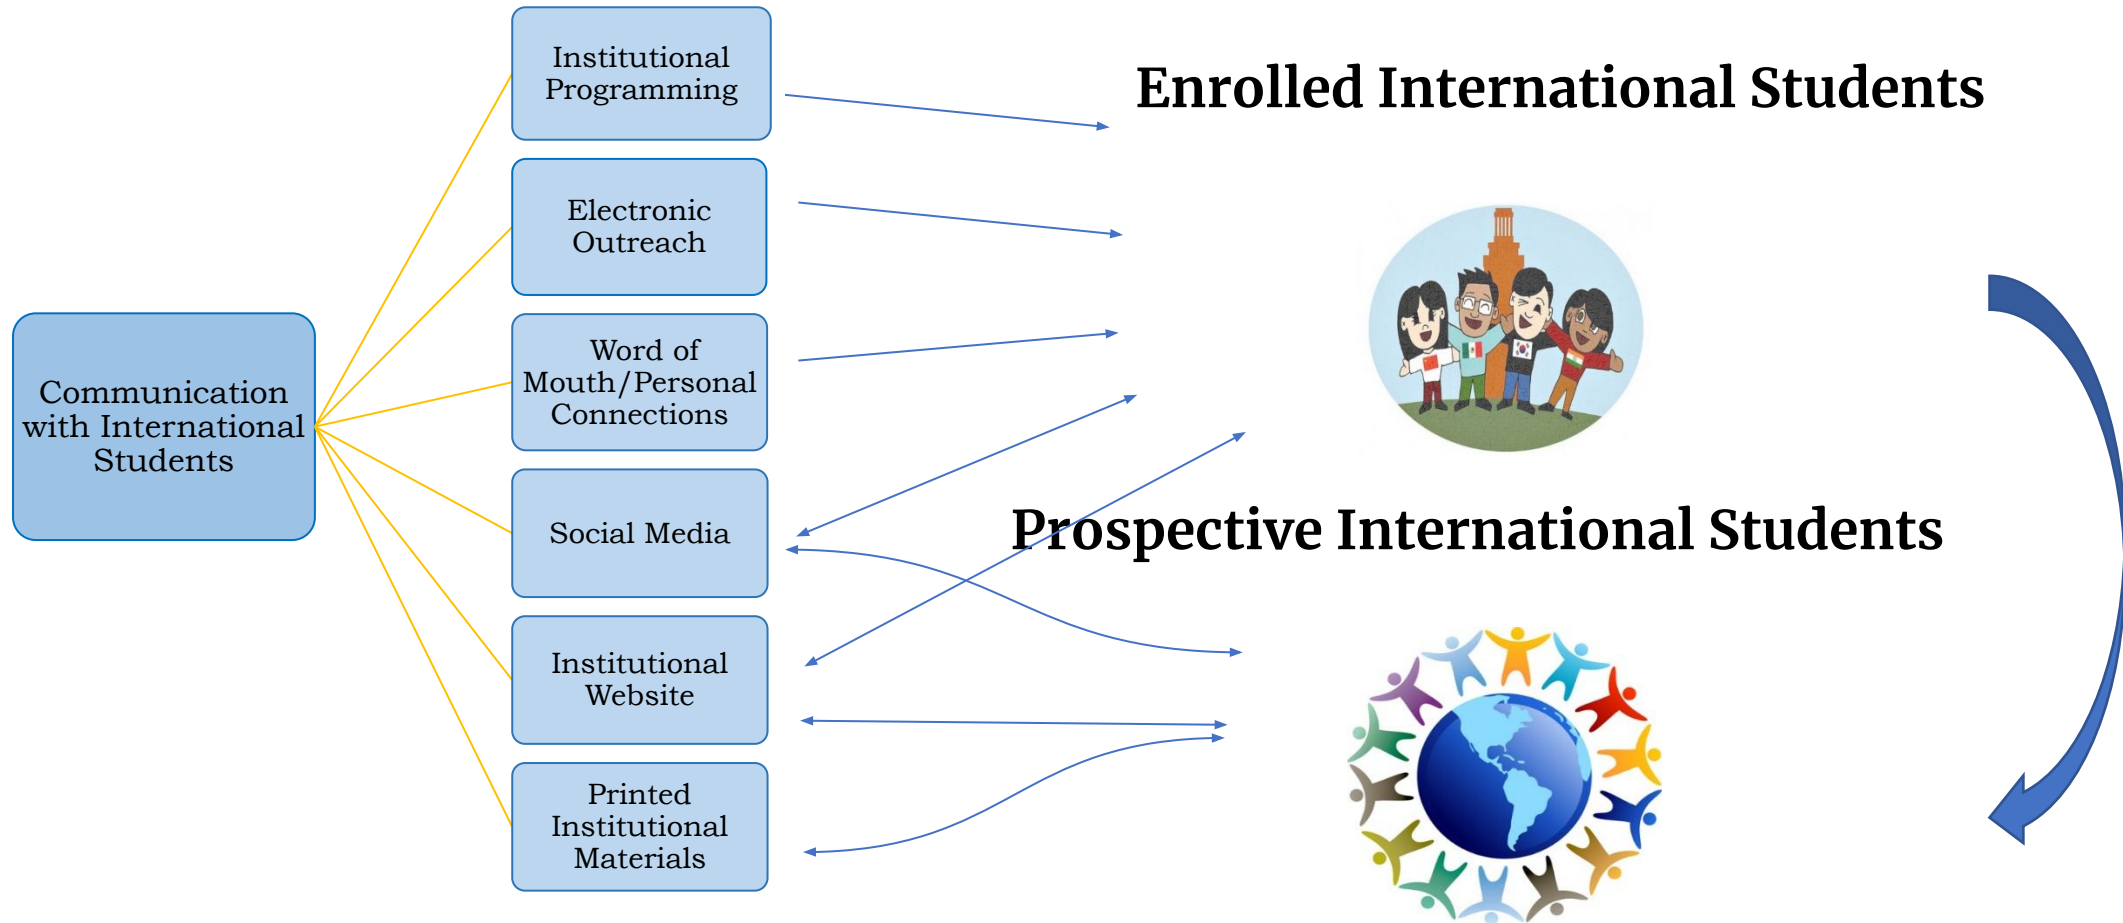 Institutional
Programming
Enrolled International Students
Electronic
Outreach
Communication
with International
Students
Word of
Mouth/Personal
Connections
Social Media
Prospective International Students
Institutional
Website
Printed
Institutional
Materials